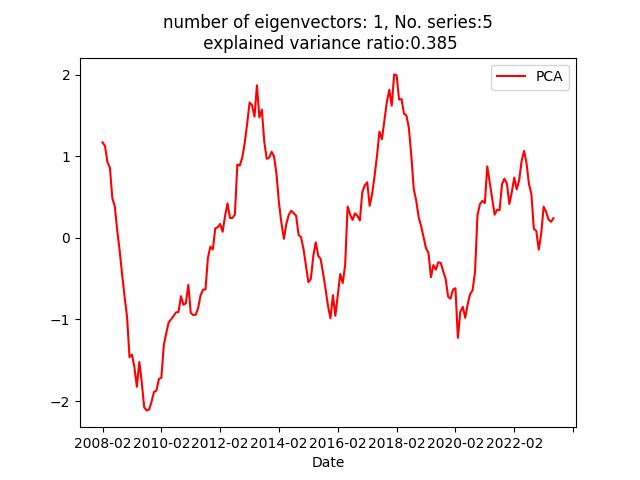 number of eigenvectors: 1, No. series:5
explained variance ratio:0.385
PCA
2
1
0
−1
−2
2008-02 2010-02 2012-02 2014-02 2016-02 2018-02 2020-02 2022-02
Date